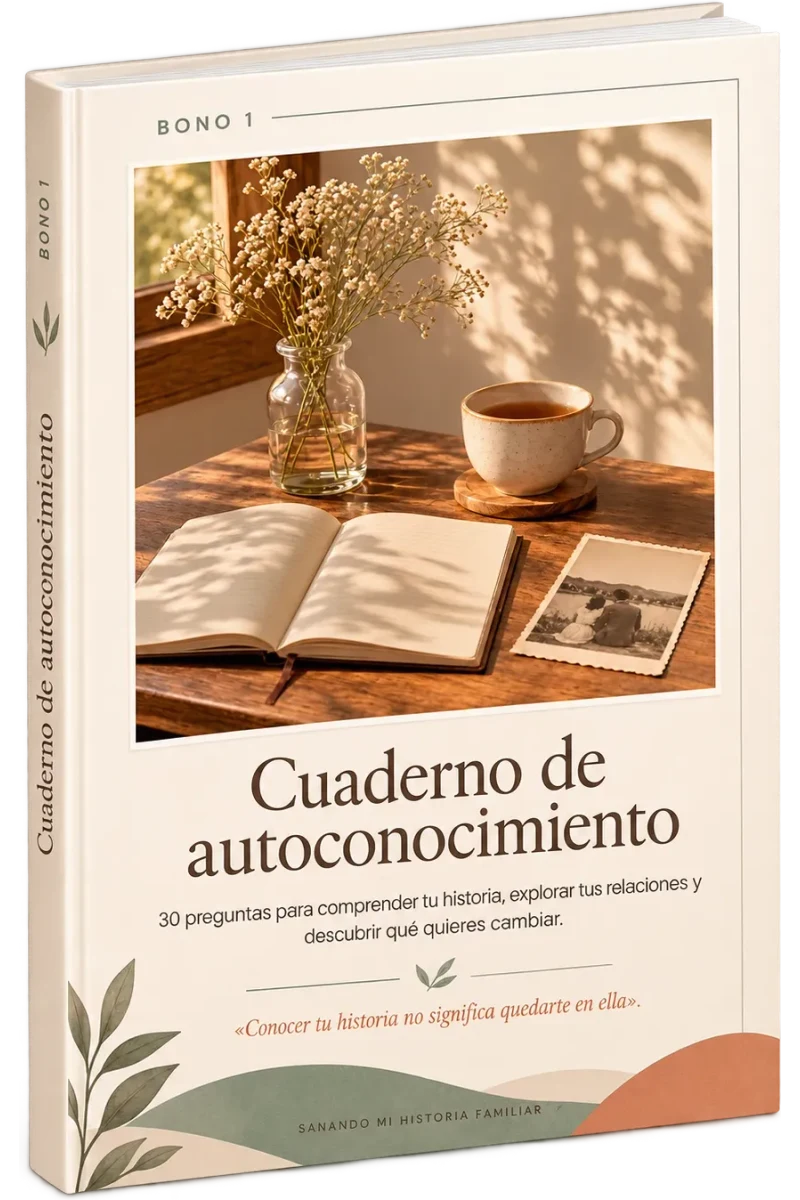 BONO 1
BONO 1
Cuaderno de autoconocimiento
Cuaderno de
autoconocimiento
30 preguntas para comprender tu historia, explorar tus relaciones y
descubrir qué quieres cambiar.
«Conocer tu historia no significa quedarte en ella».
SANANDO MI HISTORIA FAMILIAR